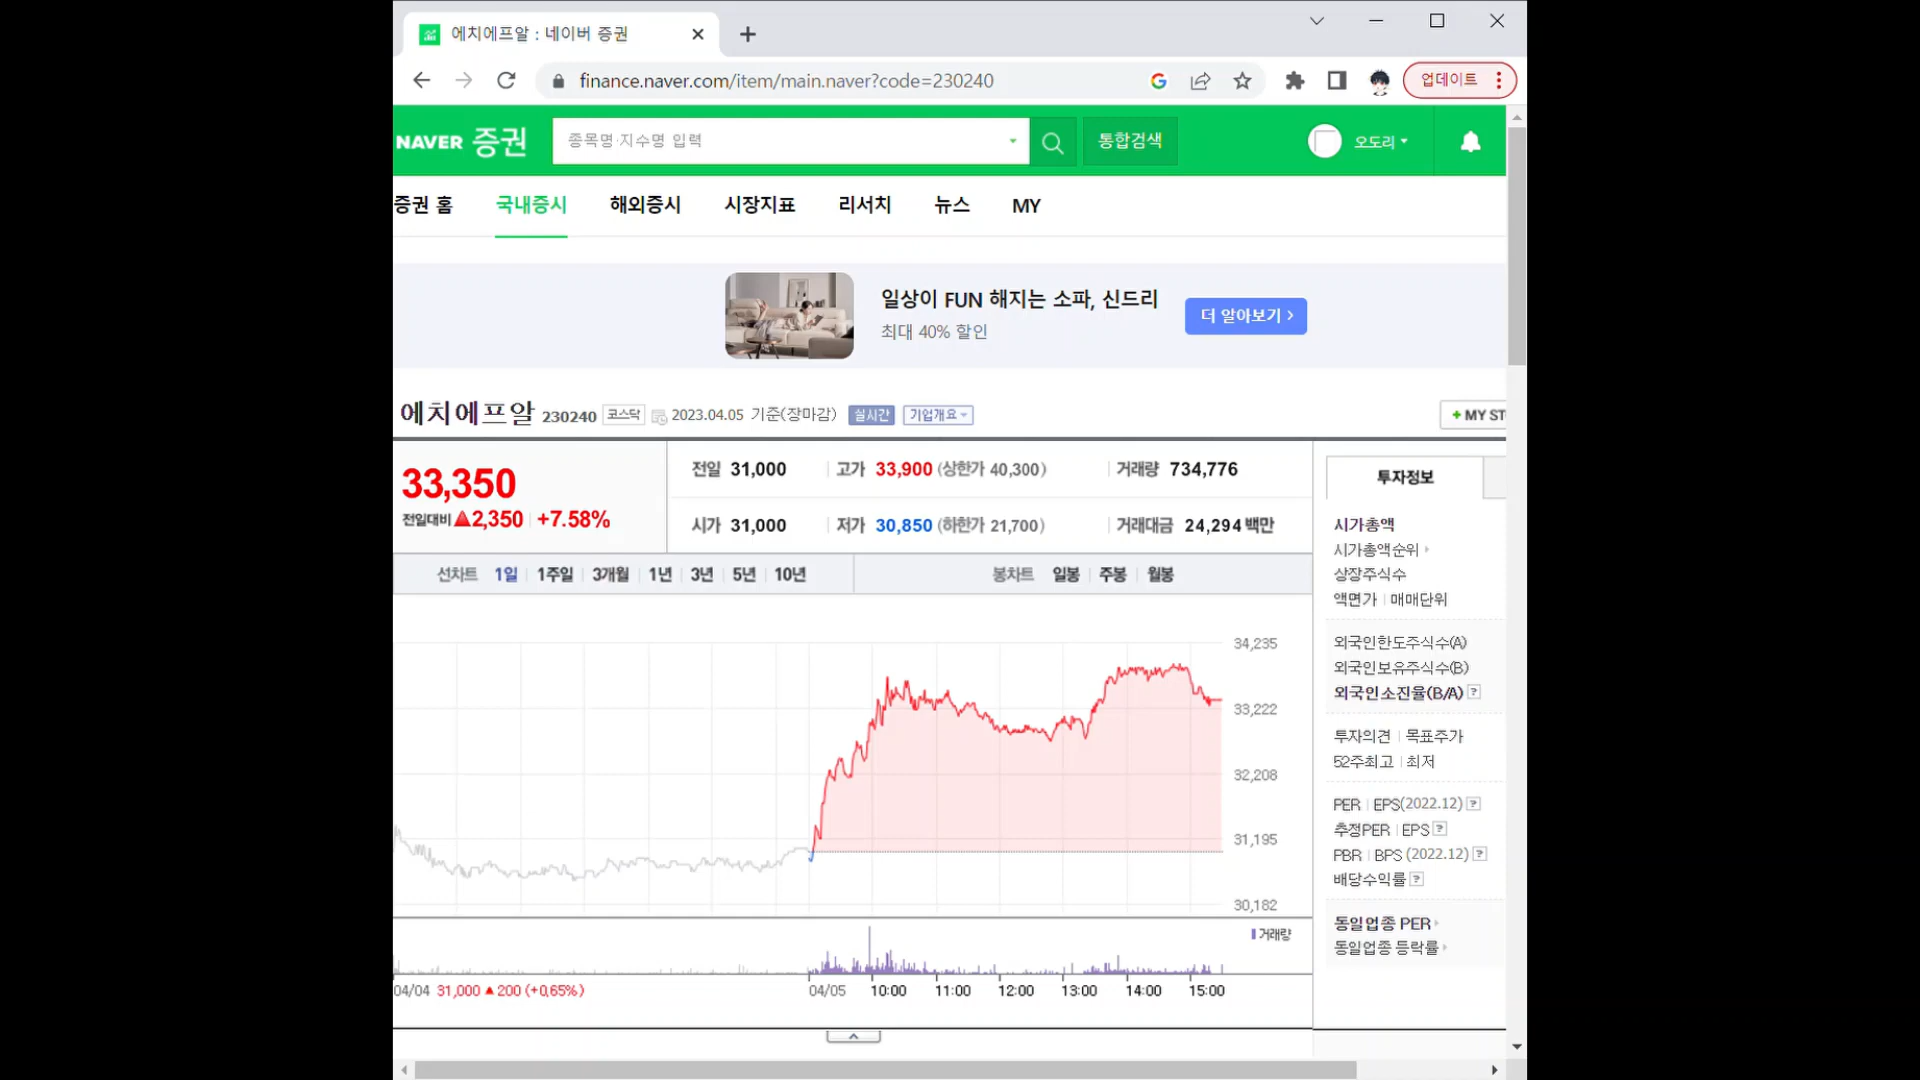 에치에프알 : 네이버 증권
finance.naver.com/item/main.naver?code=230240
업데이트
NAVER 증권
종목명·지수명 입력
통합검색
오도리
증권 홈 국내증시 해외증시 시장지표 리서치 뉴스 MY
일상이 FUN 해지는 소파, 신드리
최대 40% 할인
더 알아보기 >
에치에프알 230240 코스닥 2023.04.05 기준(장마감) 실시간 기업개요
+ MY ST
33,350
전일대비 ▲2,350 +7.58%
전일 31,000 고가 33,900 (상한가 40,300) 거래량 734,776
시가 31,000 저가 30,850 (하한가 21,700) 거래대금 24,294 백만
선차트 1일 1주일 3개월 1년 3년 5년 10년
봉차트 일봉 주봉 월봉
34,235
33,222
32,208
31,195
30,182
거래량
04/04 31,000 ▲ 200 (+0,65%)
04/05 10:00 11:00 12:00 13:00 14:00 15:00
투자정보
시가총액
시가총액순위
상장주식수
액면가 | 매매단위
외국인한도주식수(A)
외국인보유주식수(B)
외국인소진율(B/A) ?
투자의견 | 목표주가
52주최고 | 최저
PER | EPS(2022.12) ?
추정PER | EPS ?
PBR | BPS (2022.12) ?
배당수익률 ?
동일업종 PER
동일업종 등락률